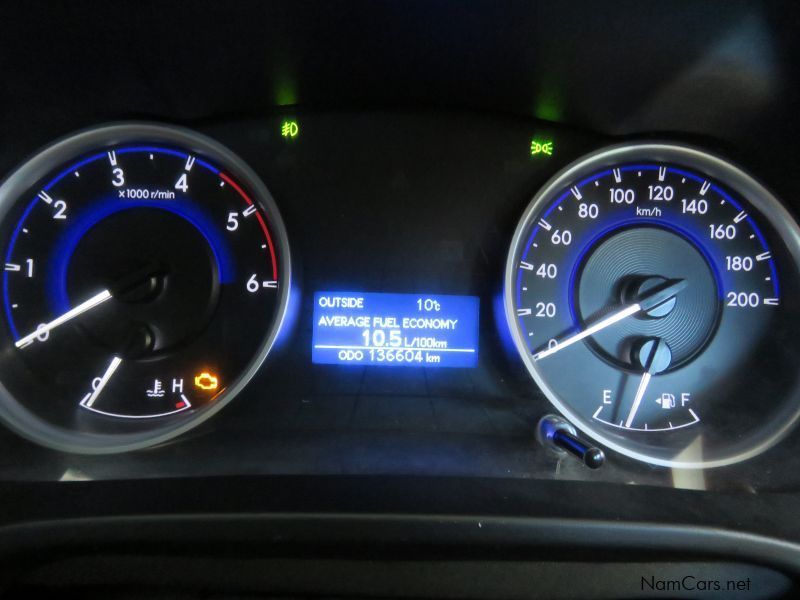 0 1 2 3 4 5 6
×1000 r/min
C H
OUTSIDE 10℃
AVERAGE FUEL ECONOMY
10.5 L/100km
ODO 136604 km
0 20 40 60 80 100 120 140 160 180 200
km/h
E F
NamCars.net